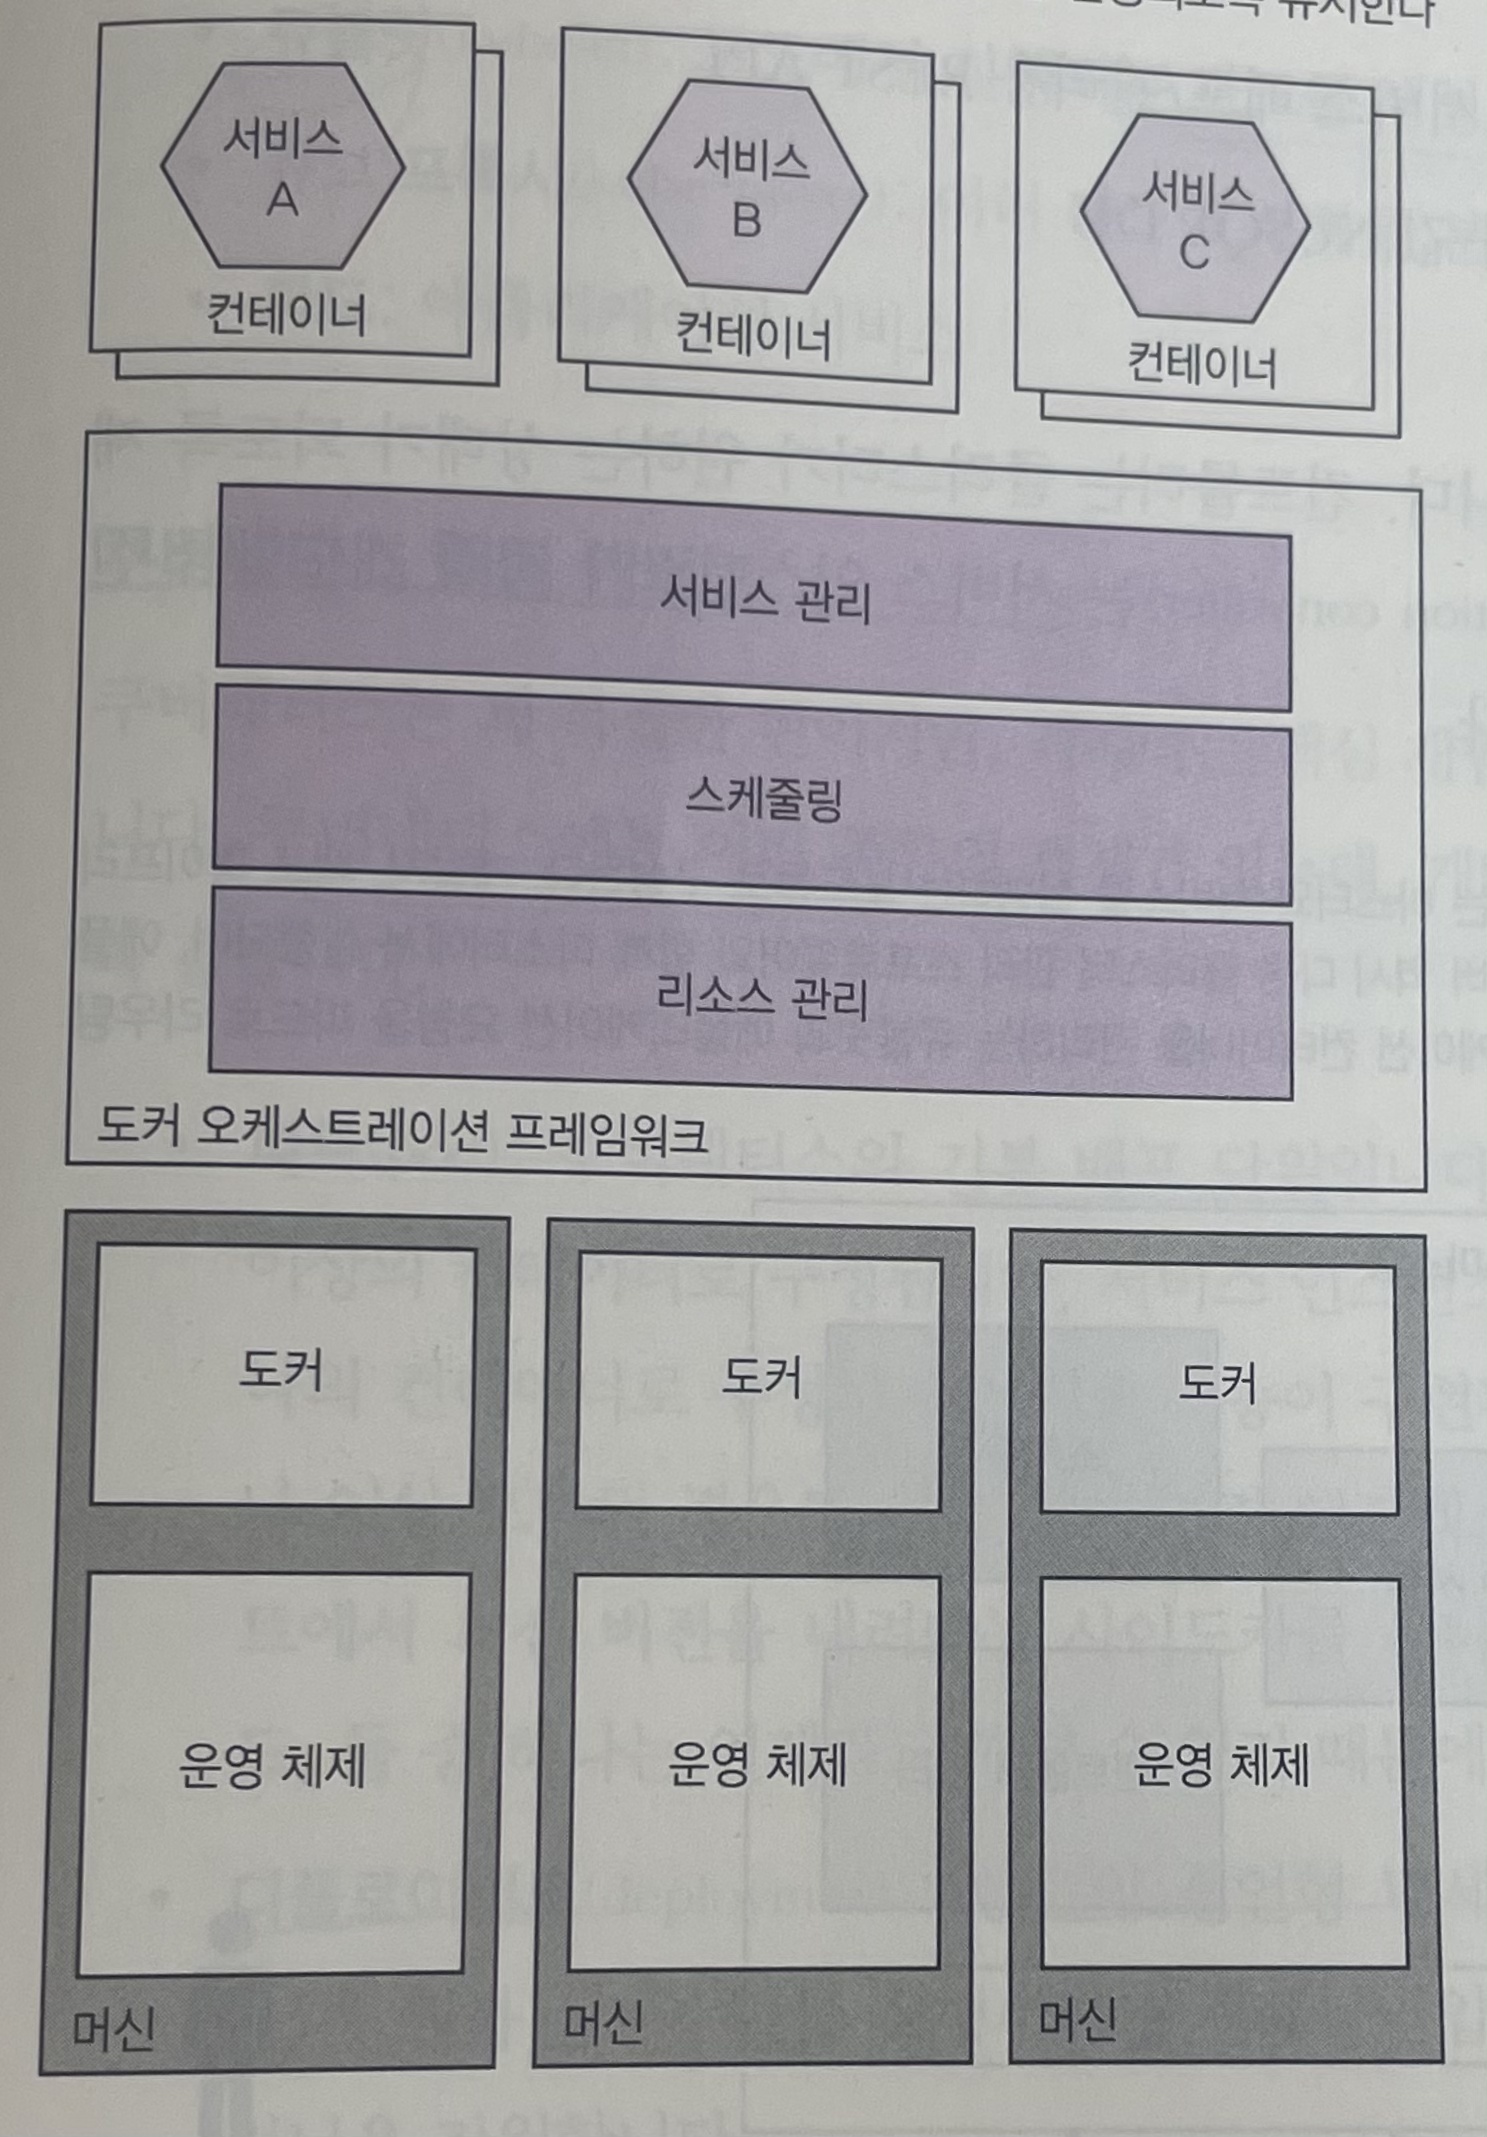 유지한다
서비스
A
컨테이너
서비스
B
컨테이너
서비스
C
컨테이너
서비스 관리
스케줄링
리소스 관리
도커 오케스트레이션 프레임워크
도커
운영 체제
머신
도커
운영 체제
머신
도커
운영 체제
머신